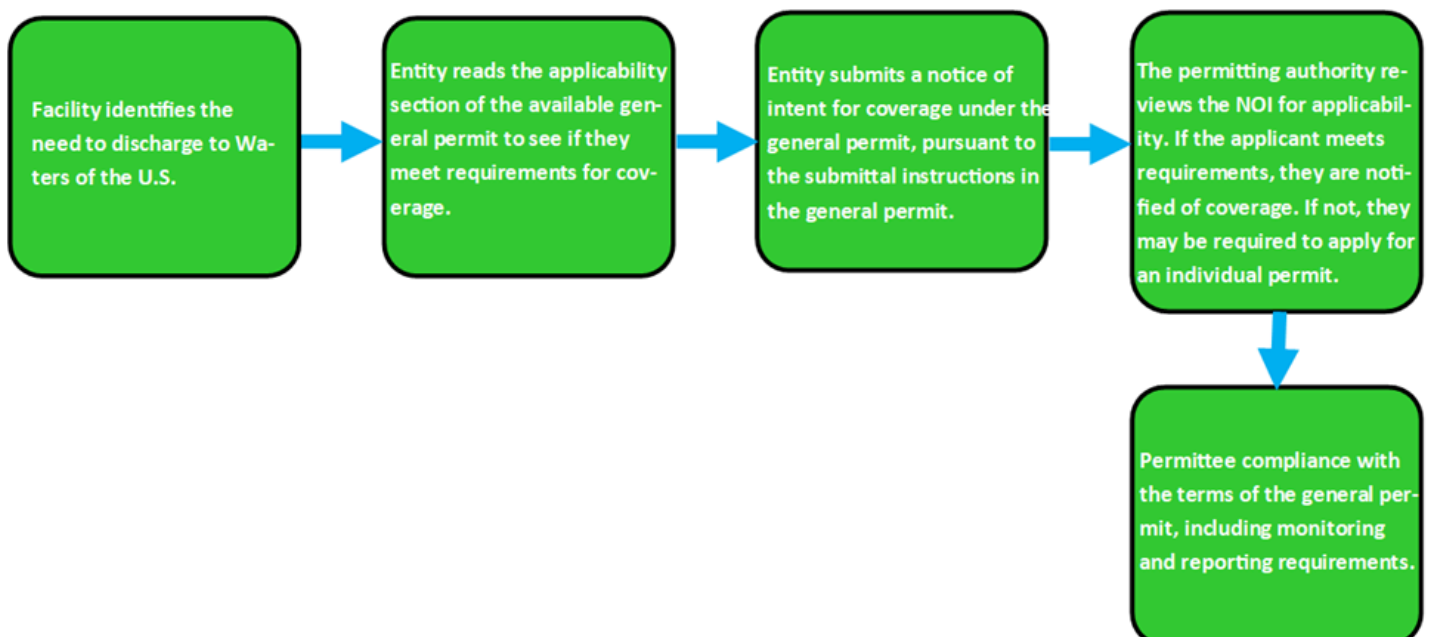 Facility identifies the
need to discharge to Wa-
ters of the U.S.
Entity reads the applicability
section of the available gen-
eral permit to see if they
meet requirements for cov-
erage.
Entity submits a notice of
intent for coverage under the
general permit, pursuant to
the submittal instructions in
the general permit.
The permitting authority re-
views the NOI for applicabil-
ity. If the applicant meets
requirements, they are noti-
fied of coverage. If not, they
may be required to apply for
an individual permit.
Permittee compliance with
the terms of the general per-
mit, including monitoring
and reporting requirements.